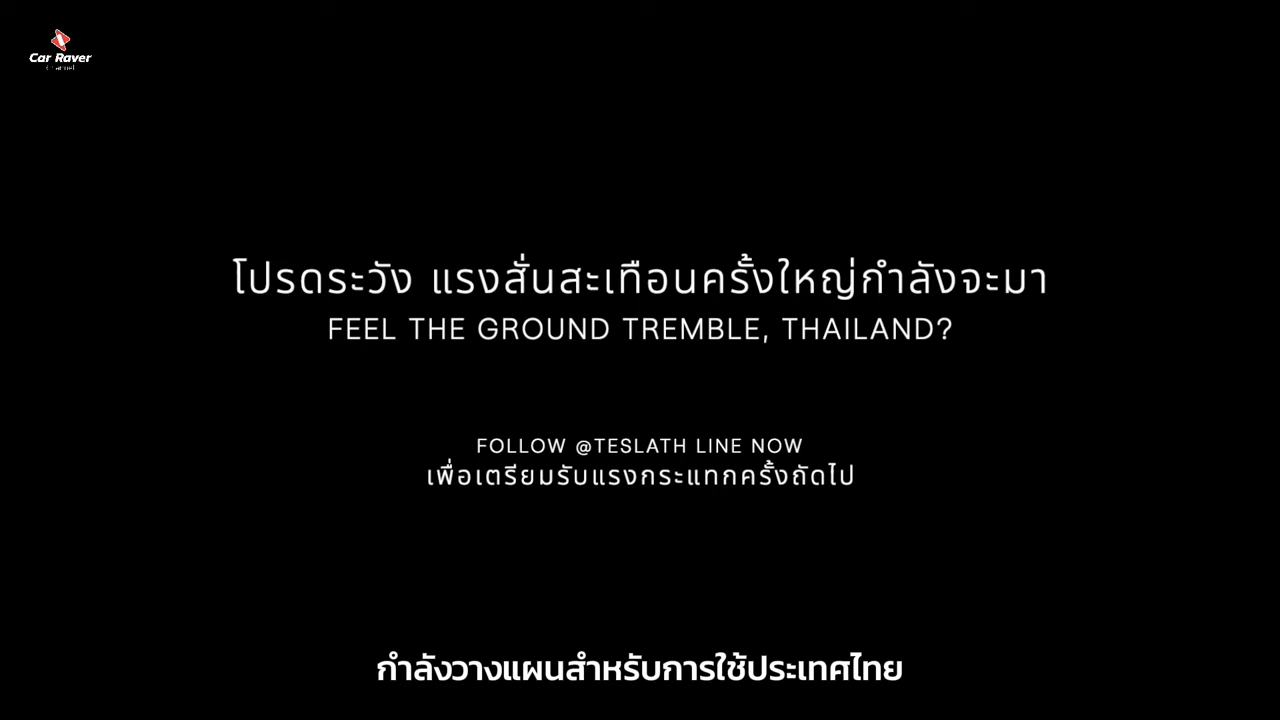 Car Raver
Channel
โปรดระวัง แรงสั่นสะเทือนครั้งใหญ่กำลังจะมา
FEEL THE GROUND TREMBLE, THAILAND?
FOLLOW @TESLATH LINE NOW
เพื่อเตรียมรับแรงกระแทกครั้งถัดไป
กำลังวางแผนสำหรับการใช้ประเทศไทย